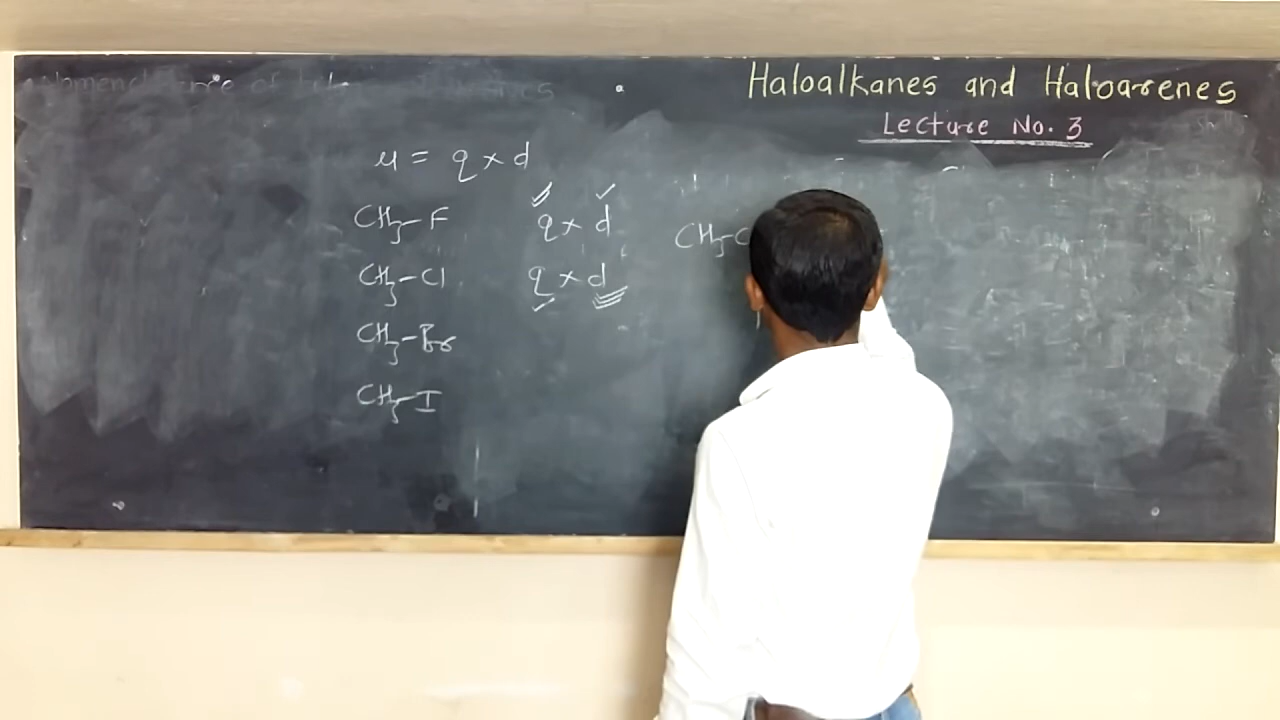 Haloalkanes and Haloarenes
Lecture No. 3
μ = q × d
CH3-F q × d
CH3-C
CH3-Cl q × d
CH3-Br
CH3-I